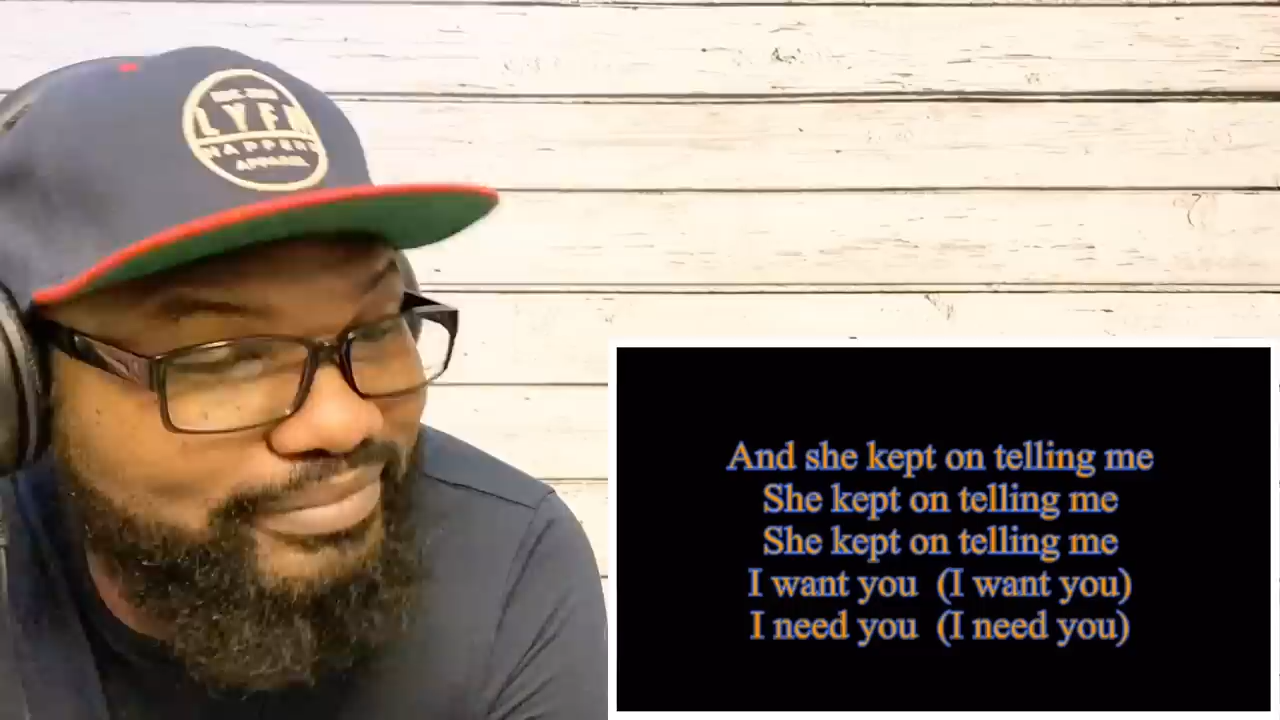 LYFE
HAPPENS
APPAREL
And she kept on telling me
She kept on telling me
She kept on telling me
I want you (I want you)
I need you (I need you)